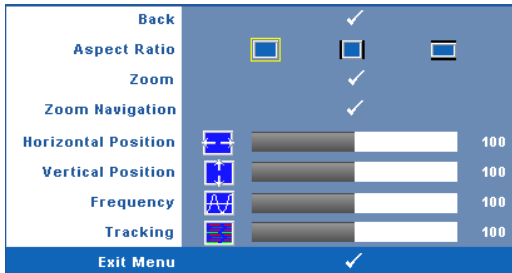 Back
Aspect Ratio
Zoom
Zoom Navigation
Horizontal Position 100
Vertical Position 100
Frequency 100
Tracking 100
Exit Menu